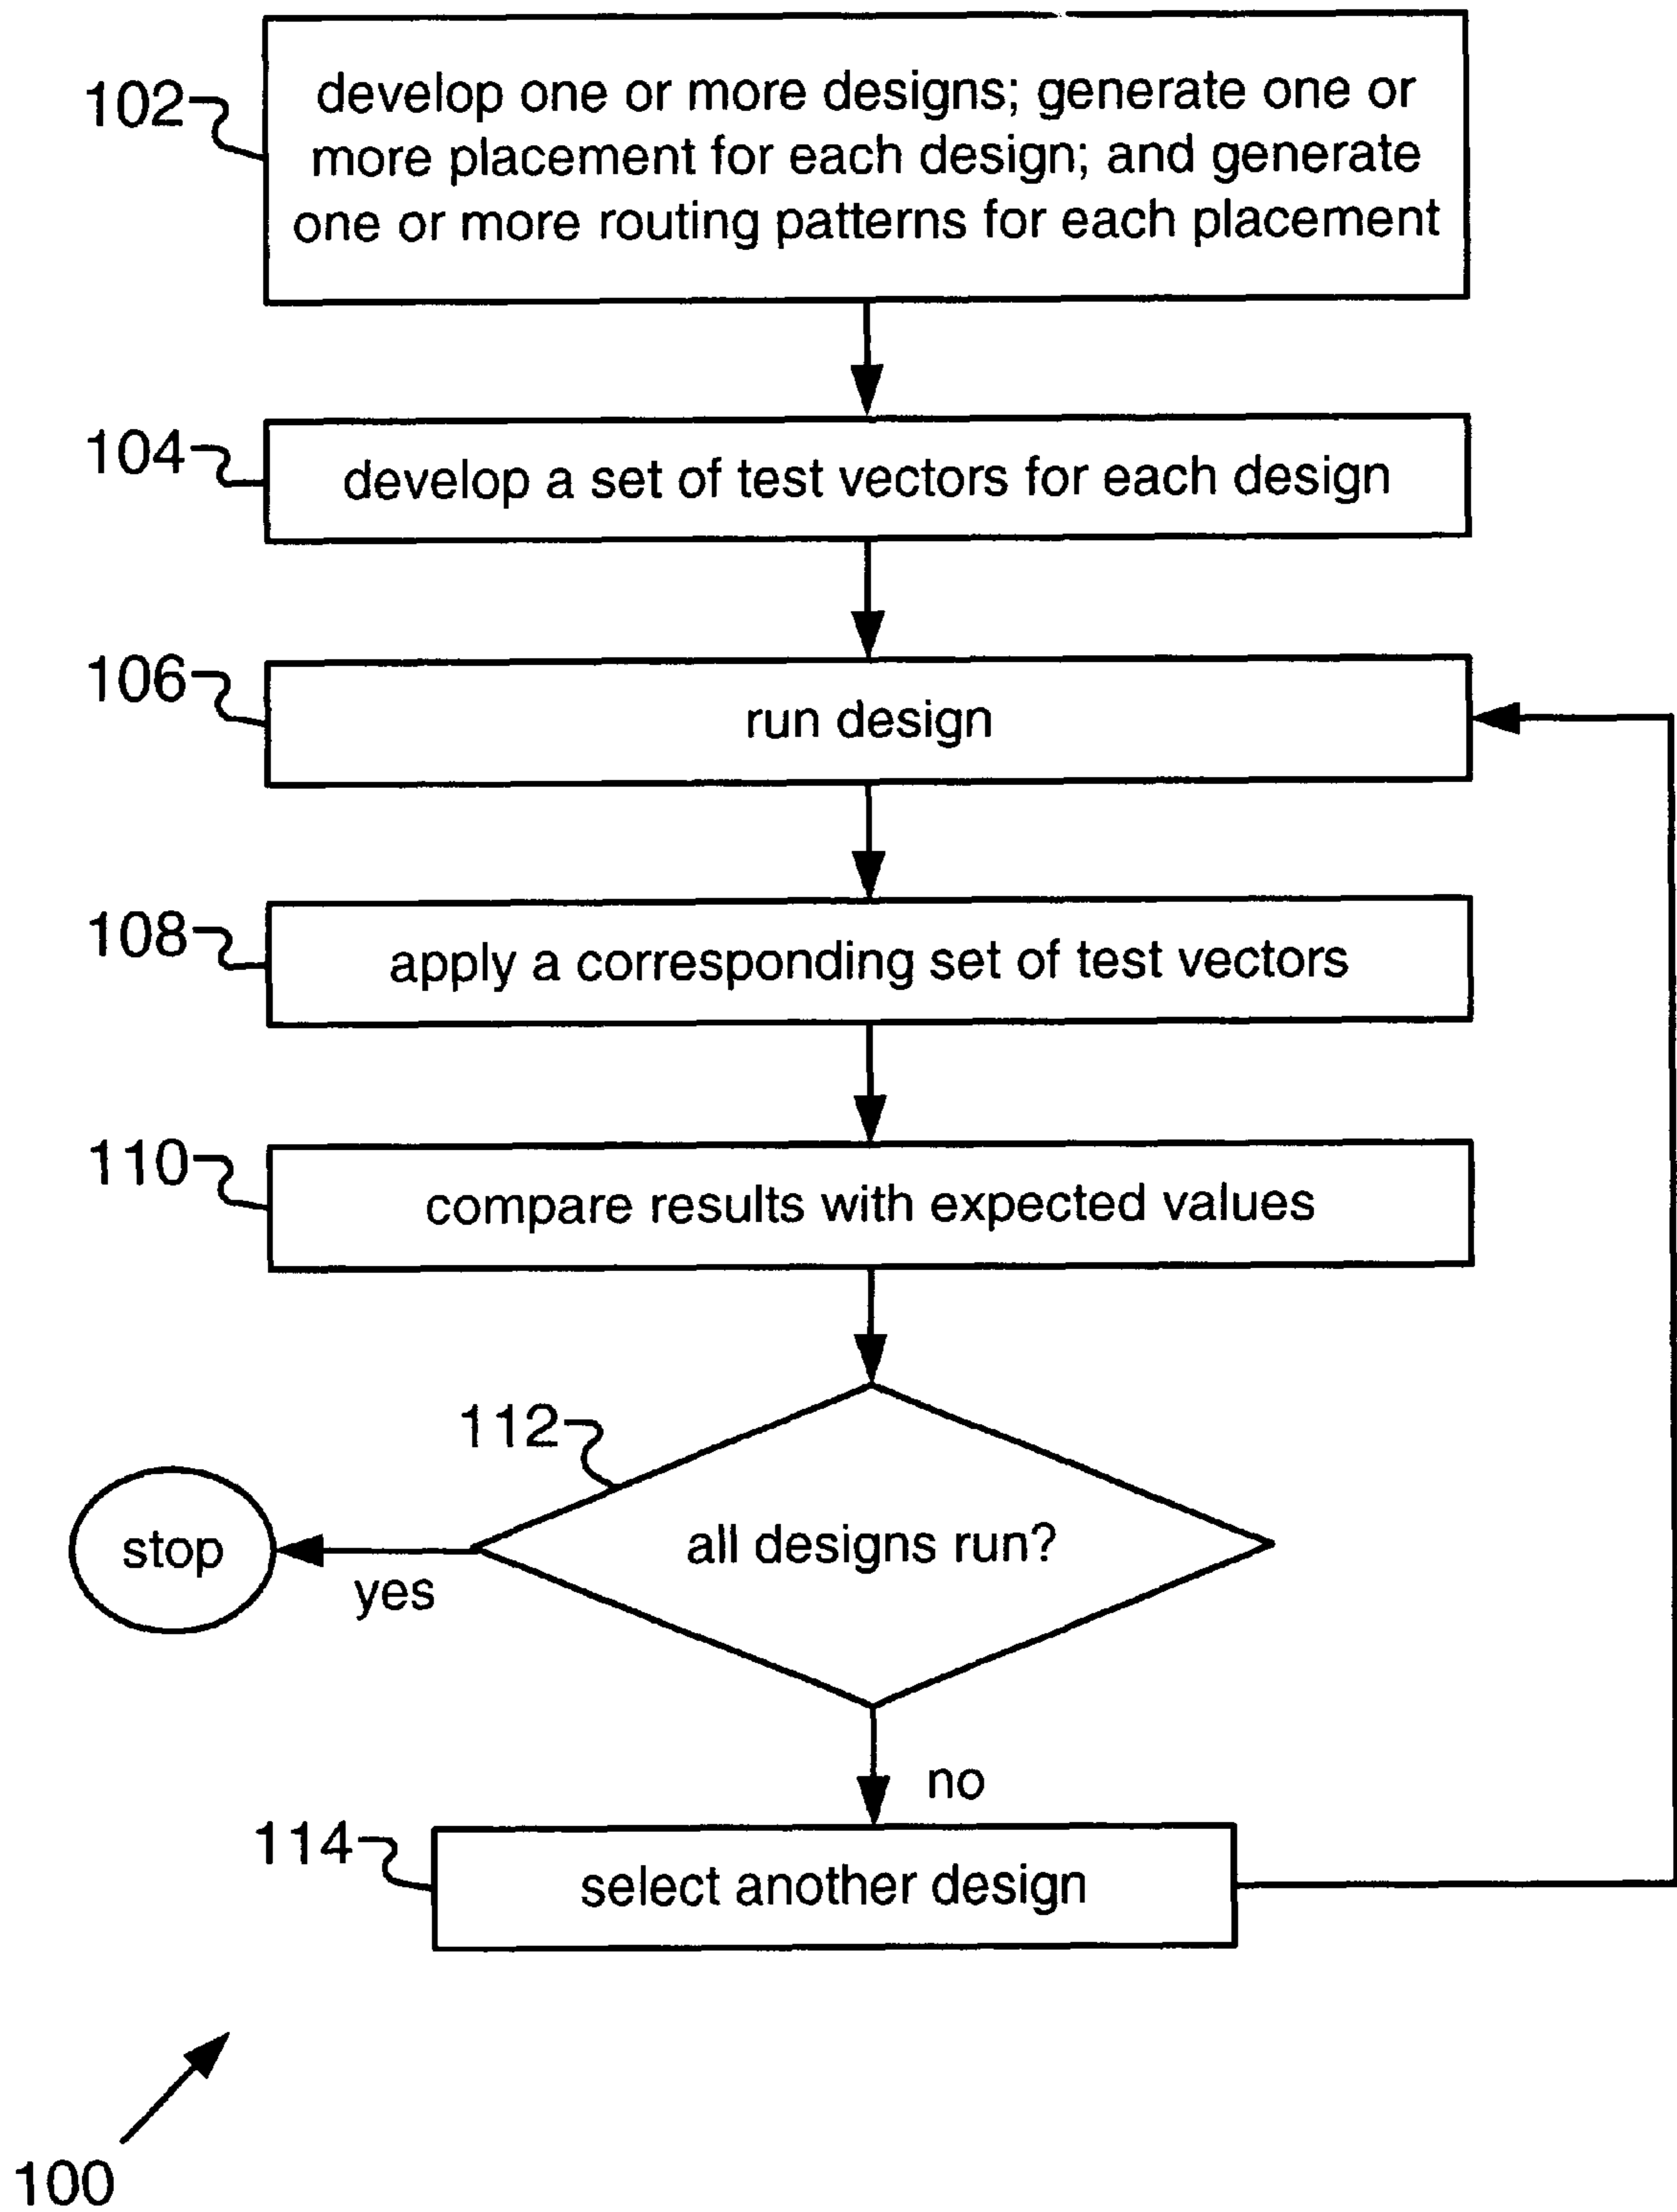 102
develop one or more designs; generate one or
more placement for each design; and generate
one or more routing patterns for each placement
104
develop a set of test vectors for each design
106
run design
108
apply a corresponding set of test vectors
110
compare results with expected values
112
all designs run?
stop
yes
no
114
select another design
100